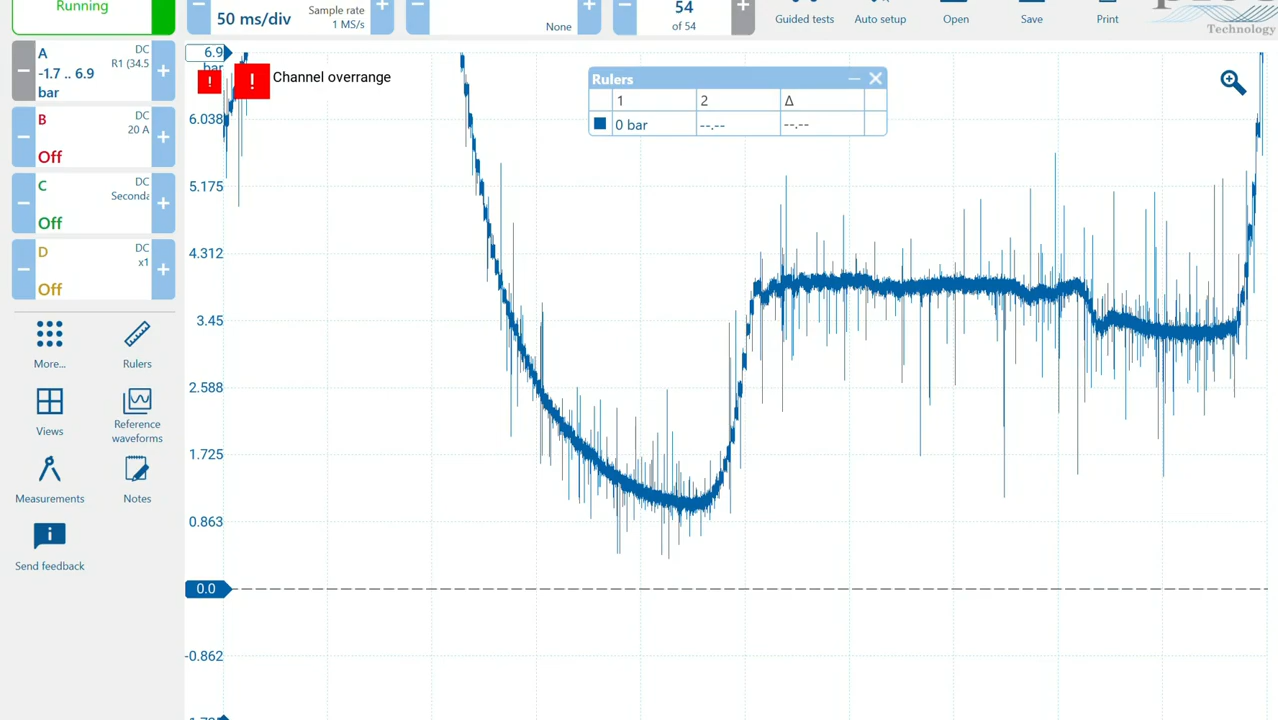 Running
50 ms/div
Sample rate
1 MS/s
None
54
of 54
Guided tests
Auto setup
Open
Save
Print
Technology
A
DC
R1 (34.5
-1.7 .. 6.9
bar
B
DC
20 A
Off
C
DC
Off
D
DC
x1
Off
More...
Rulers
Views
Reference
waveforms
Measurements
Notes
Send feedback
6.9
bar
! ! Channel overrange
Rulers
1 2 Δ
0 bar --.-- --.--
6.038
5.175
4.312
3.45
2.588
1.725
0.863
0.0
-0.862